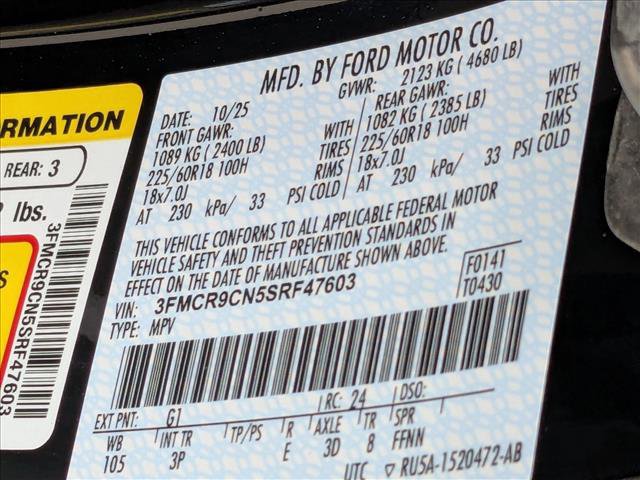 RMATION
REAR: 3
lbs.
S
3FMCR9CN5SRF47603
MFD. BY FORD MOTOR CO.
DATE: 10/25 GVWR: 2123 KG ( 4680 LB)
FRONT GAWR: REAR GAWR: WITH
1089 KG ( 2400 LB) WITH 1082 KG ( 2385 LB) TIRES
225/60R18 100H TIRES 225/60R18 100H RIMS
18x7.0J RIMS 18x7.0J
AT 230 kPa/ 33 PSI COLD AT 230 kPa/ 33 PSI COLD
THIS VEHICLE CONFORMS TO ALL APPLICABLE FEDERAL MOTOR
VEHICLE SAFETY AND THEFT PREVENTION STANDARDS IN
EFFECT ON THE DATE OF MANUFACTURE SHOWN ABOVE.
VIN: 3FMCR9CN5SRF47603 F0141
TYPE: MPV T0430
EXT PNT: G1 RC: 24 DSO:
WB INT TR TP/PS R AXLE TR SPR
105 3P E 3D 8 FFNN
UTC RU5A-1520472-AB